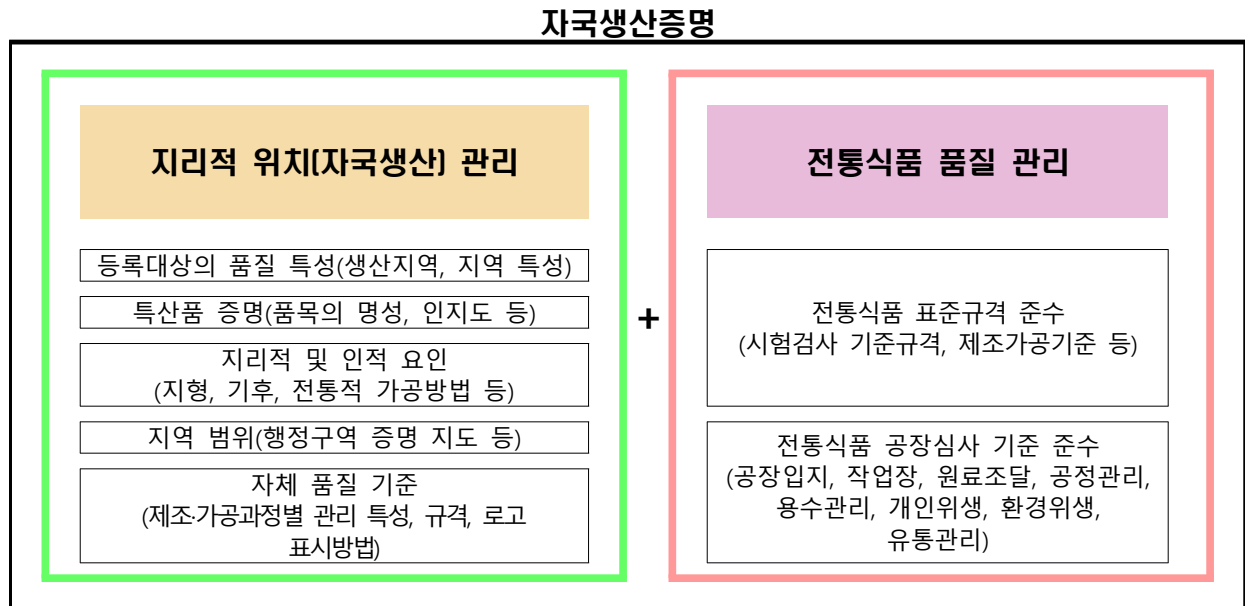 자국생산증명
지리적 위치(자국생산) 관리
등록대상의 품질 특성(생산지역, 지역 특성)
특산품 증명(품목의 명성, 인지도 등)
지리적 및 인적 요인
(지형, 기후, 전통적 가공방법 등)
지역 범위(행정구역 증명 지도 등)
자체 품질 기준
(제조·가공과정별 관리 특성, 규격, 로고
표시방법)
+
전통식품 품질 관리
전통식품 표준규격 준수
(시험검사 기준규격, 제조가공기준 등)
전통식품 공장심사 기준 준수
(공장입지, 작업장, 원료조달, 공정관리,
용수관리, 개인위생, 환경위생,
유통관리)